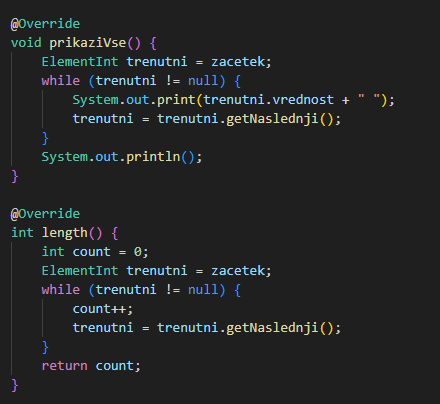 @Override
void prikaziVse() {
    ElementInt trenutni = zacetek;
    while (trenutni != null) {
        System.out.print(trenutni.vrednost + " ");
        trenutni = trenutni.getNaslednji();
    }
    System.out.println();
}

@Override
int length() {
    int count = 0;
    ElementInt trenutni = zacetek;
    while (trenutni != null) {
        count++;
        trenutni = trenutni.getNaslednji();
    }
    return count;
}